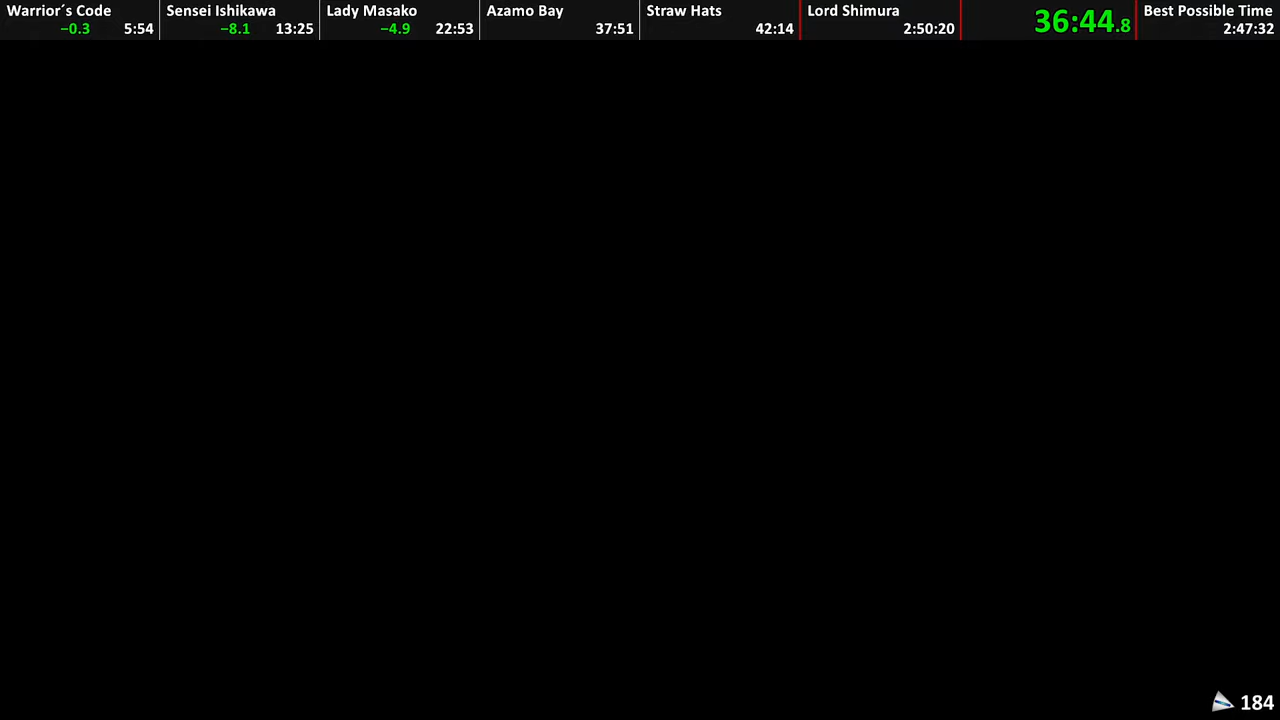 Warrior´s Code
−0.3 5:54
Sensei Ishikawa
−8.1 13:25
Lady Masako
−4.9 22:53
Azamo Bay
37:51
Straw Hats
42:14
Lord Shimura
2:50:20
36:44.8
Best Possible Time
2:47:32
184